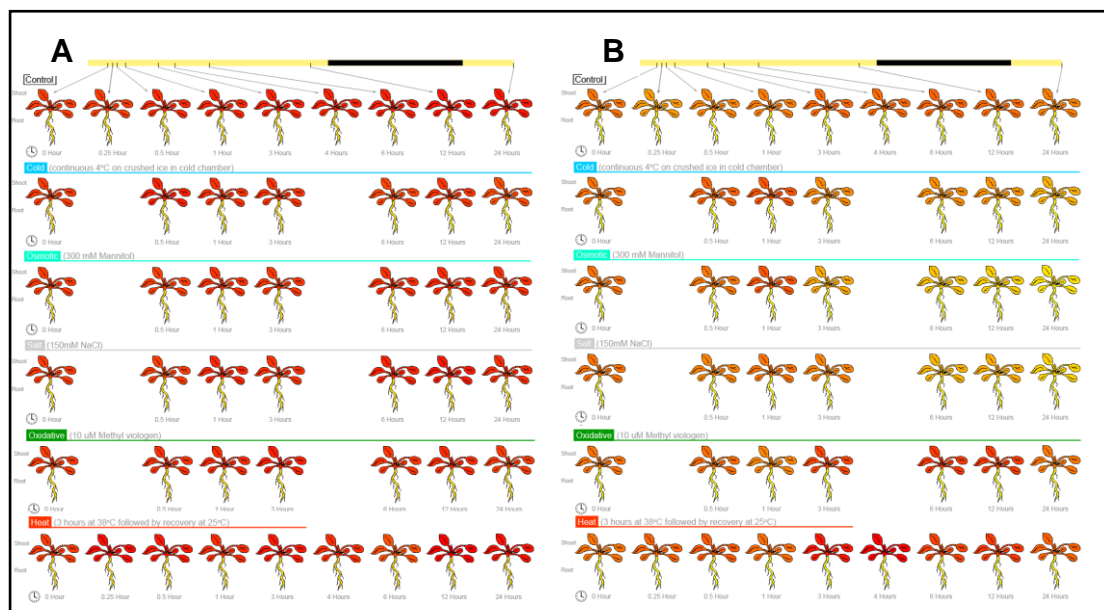 A
Control
Shoot
Root
0 Hour 0.25 Hour 0.5 Hour 1 Hour 3 Hours 4 Hours 6 Hours 12 Hours 24 Hours
Cold (continuous 4ºC on crushed ice in cold chamber)
Shoot
Root
0 Hour 0.5 Hour 1 Hour 3 Hours 6 Hours 12 Hours 24 Hours
Osmotic (300 mM Mannitol)
Shoot
Root
0 Hour 0.5 Hour 1 Hour 3 Hours 6 Hours 12 Hours 24 Hours
Salt (150mM NaCl)
Shoot
Root
0 Hour 0.5 Hour 1 Hour 3 Hours 6 Hours 12 Hours 24 Hours
Oxidative (10 uM Methyl viologen)
Shoot
Root
0 Hour 0.5 Hour 1 Hour 3 Hours 6 Hours 12 Hours 24 Hours
Heat (3 hours at 38ºC followed by recovery at 25ºC)
Shoot
Root
0 Hour 0.25 Hour 0.5 Hour 1 Hour 3 Hours 4 Hours 6 Hours 12 Hours 24 Hours
B
Control
Shoot
Root
0 Hour 0.25 Hour 0.5 Hour 1 Hour 3 Hours 4 Hours 6 Hours 12 Hours 24 Hours
Cold (continuous 4ºC on crushed ice in cold chamber)
Shoot
Root
0 Hour 0.5 Hour 1 Hour 3 Hours 6 Hours 12 Hours 24 Hours
Osmotic (300 mM Mannitol)
Shoot
Root
0 Hour 0.5 Hour 1 Hour 3 Hours 6 Hours 12 Hours 24 Hours
Salt (150mM NaCl)
Shoot
Root
0 Hour 0.5 Hour 1 Hour 3 Hours 6 Hours 12 Hours 24 Hours
Oxidative (10 uM Methyl viologen)
Shoot
Root
0 Hour 0.5 Hour 1 Hour 3 Hours 6 Hours 12 Hours 24 Hours
Heat (3 hours at 38ºC followed by recovery at 25ºC)
Shoot
Root
0 Hour 0.25 Hour 0.5 Hour 1 Hour 3 Hours 4 Hours 6 Hours 12 Hours 24 Hours